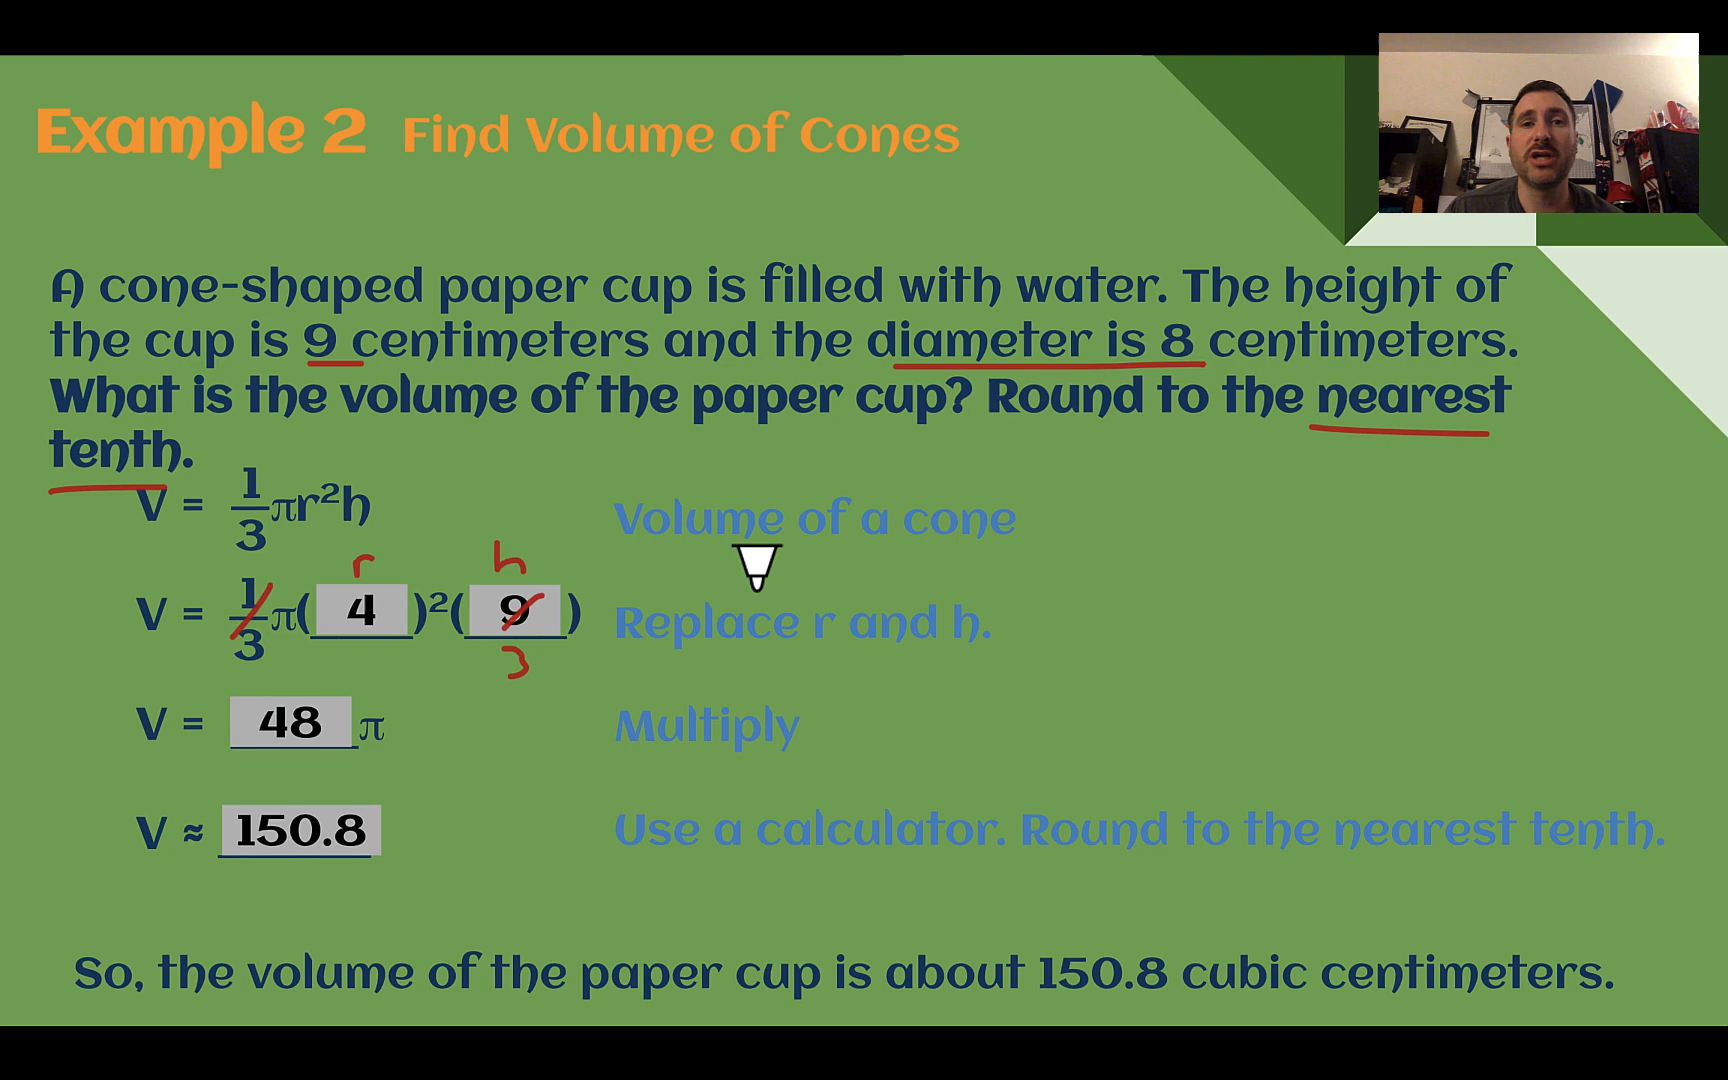 Example 2 Find Volume of Cones
A cone-shaped paper cup is filled with water. The height of
the cup is 9 centimeters and the diameter is 8 centimeters.
What is the volume of the paper cup? Round to the nearest
tenth.
V = 1/3 πr²h Volume of a cone
r h
V = 1/3 π( 4 )²( 9 ) Replace r and h.
3
V = 48 π Multiply
V ≈ 150.8 Use a calculator. Round to the nearest tenth.
So, the volume of the paper cup is about 150.8 cubic centimeters.